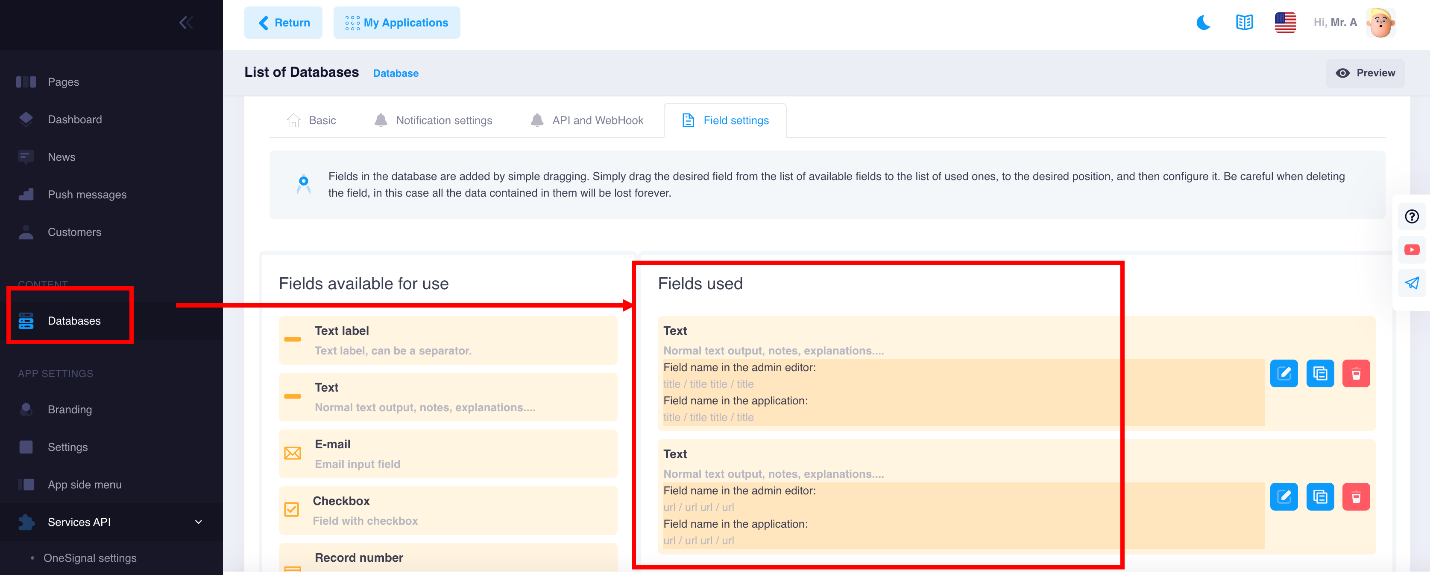 Return
My Applications
Hi, Mr. A
List of Databases
Database
Preview
Pages
Dashboard
News
Push messages
Customers
CONTENT
Databases
APP SETTINGS
Branding
Settings
App side menu
Services API
OneSignal settings
Basic
Notification settings
API and WebHook
Field settings
Fields in the database are added by simple dragging. Simply drag the desired field from the list of available fields to the list of used ones, to the desired position, and then configure it. Be careful when deleting
the field, in this case all the data contained in them will be lost forever.
Fields available for use
Text label
Text label, can be a separator.
Text
Normal text output, notes, explanations....
E-mail
Email input field
Checkbox
Field with checkbox
Record number
Fields used
Text
Normal text output, notes, explanations....
Field name in the admin editor:
title / title title / title
Field name in the application:
title / title title / title
Text
Normal text output, notes, explanations....
Field name in the admin editor:
url / url url / url
Field name in the application:
url / url url / url